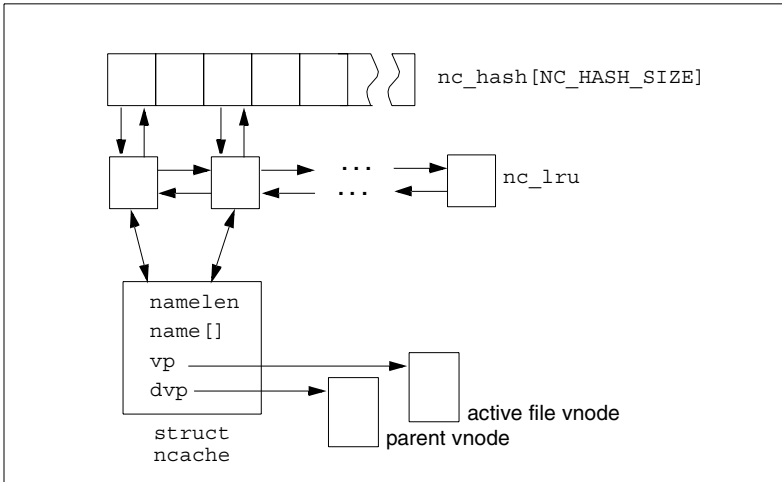 nc_hash[NC_HASH_SIZE]
...
...
nc_lru
namelen
name[]
vp
dvp
active file vnode
parent vnode
struct
ncache